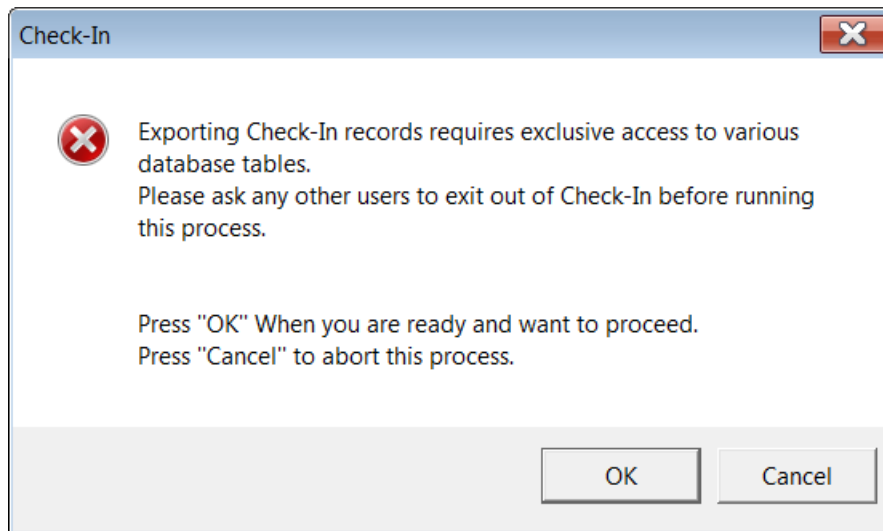 Check-In
Exporting Check-In records requires exclusive access to various
database tables.
Please ask any other users to exit out of Check-In before running
this process.
Press "OK" When you are ready and want to proceed.
Press "Cancel" to abort this process.
OK
Cancel